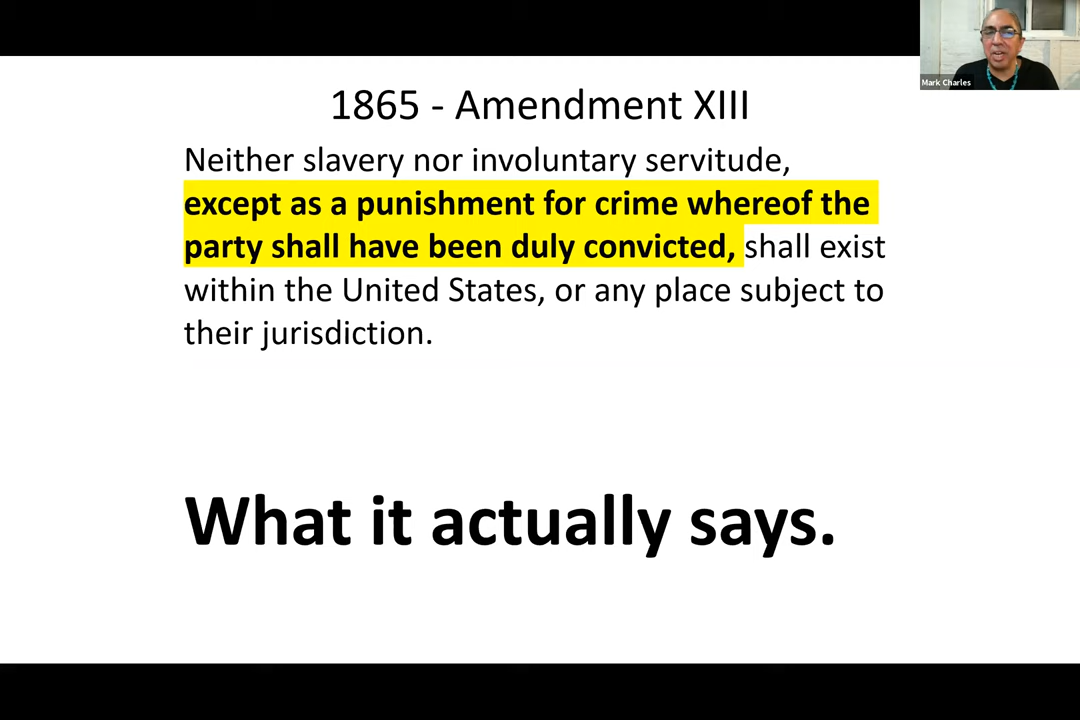 Mark Charles
1865 - Amendment XIII
Neither slavery nor involuntary servitude,
except as a punishment for crime whereof the
party shall have been duly convicted, shall exist
within the United States, or any place subject to
their jurisdiction.
What it actually says.